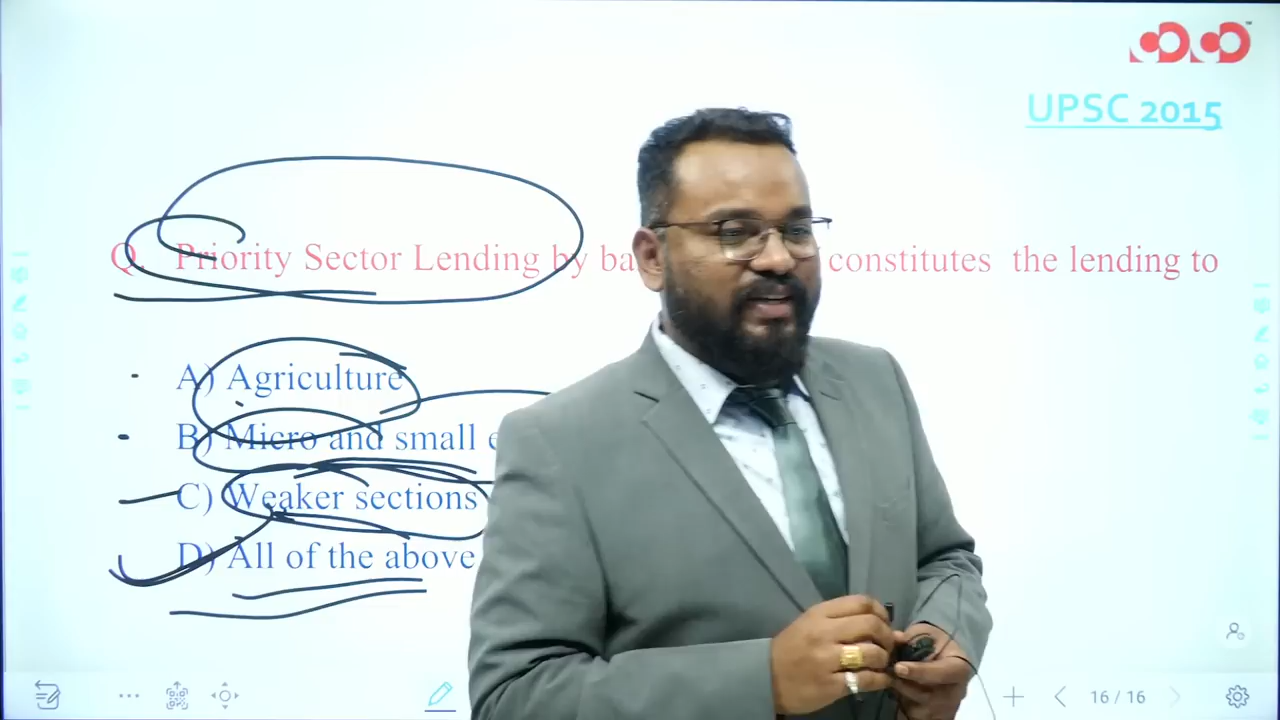 UPSC 2015
Q. Priority Sector Lending by constitutes the lending to
A) Agriculture
B) Micro and small
C) Weaker sections
D) All of the above
16 / 16